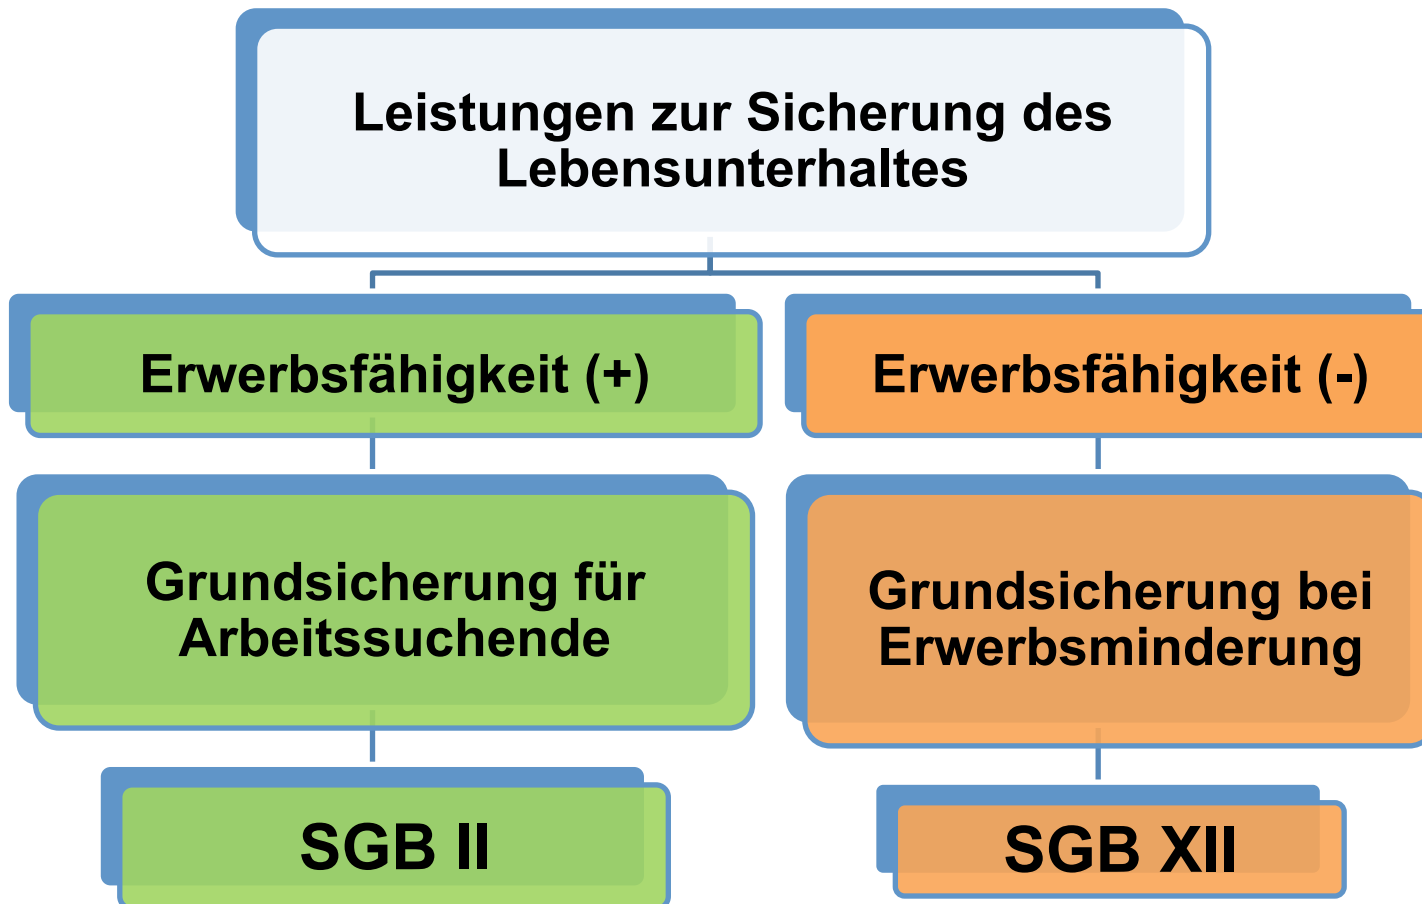 Leistungen zur Sicherung des
Lebensunterhaltes
Erwerbsfähigkeit (+)
Erwerbsfähigkeit (-)
Grundsicherung für
Arbeitssuchende
Grundsicherung bei
Erwerbsminderung
SGB II
SGB XII